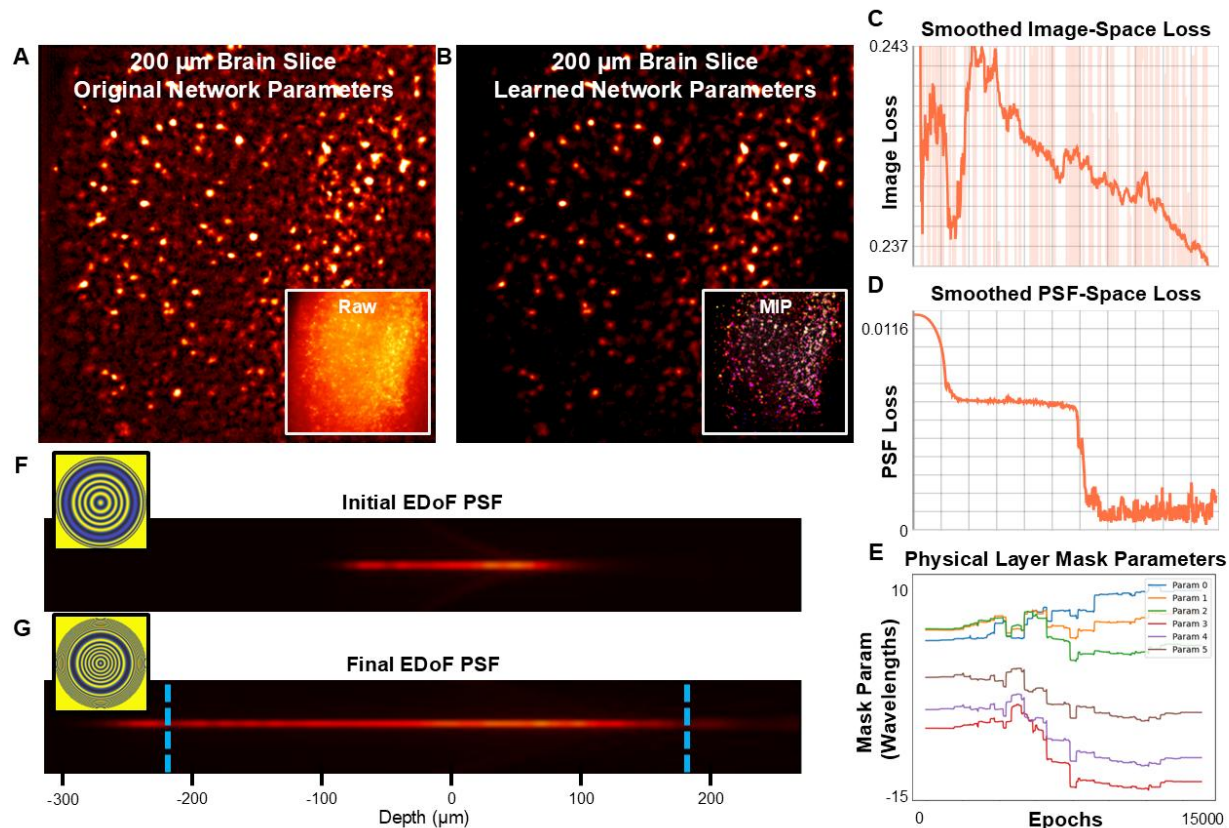 A
200 µm Brain Slice
Original Network Parameters
Raw
B
200 µm Brain Slice
Learned Network Parameters
MIP
C
Smoothed Image-Space Loss
0.243
Image Loss
0.237
D
Smoothed PSF-Space Loss
0.0116
PSF Loss
0
E
Physical Layer Mask Parameters
10
Mask Param
(Wavelengths)
-15
Param 0
Param 1
Param 2
Param 3
Param 4
Param 5
0
Epochs
15000
F
Initial EDoF PSF
G
Final EDoF PSF
-300
-200
-100
0
100
200
Depth (µm)